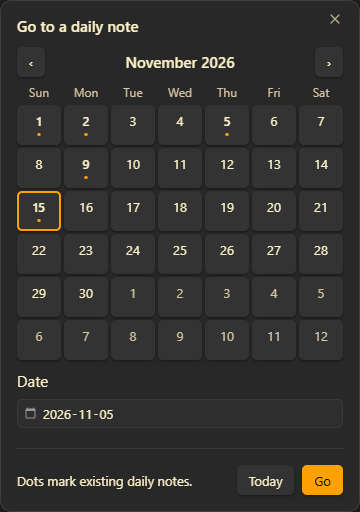 Go to a daily note
‹ November 2026 ›
Sun Mon Tue Wed Thu Fri Sat
1 2 3 4 5 6 7
8 9 10 11 12 13 14
15 16 17 18 19 20 21
22 23 24 25 26 27 28
29 30 1 2 3 4 5
6 7 8 9 10 11 12
Date
2026-11-05
Dots mark existing daily notes. Today Go